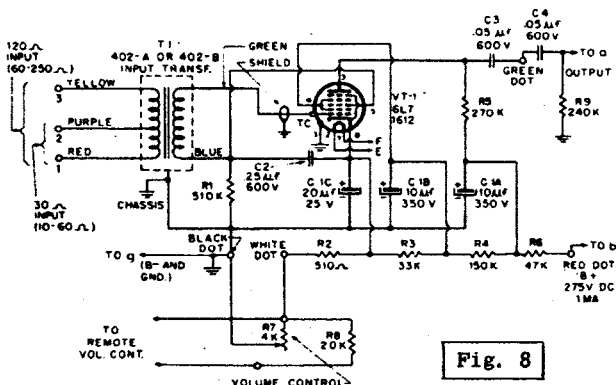 120Ω
INPUT
(60-250Ω)
T1
402-A OR 402-B
INPUT TRANSF.
GREEN
SHIELD
YELLOW
3
PURPLE
2
RED
1
30Ω
INPUT
(10-60Ω)
CHASSIS
BLUE
TC
VT-1
6L7
1612
F
E
C3
.05µf
600V
C4
.05µf
600V
GREEN
DOT
TO a
OUTPUT
R5
270K
R9
240K
C2
.25µf
600V
R1
510K
C1C
20µf
25V
C1B
10µf
350V
C1A
10µf
350V
BLACK
DOT
WHITE
DOT
TO g
(B- AND
GND.)
R2
510Ω
R3
33K
R4
150K
R6
47K
TO b
RED DOT
B+
275V DC
1MA
TO
REMOTE
VOL. CONT.
R7
4K
R8
20K
VOLUME CONTROL
Fig. 8